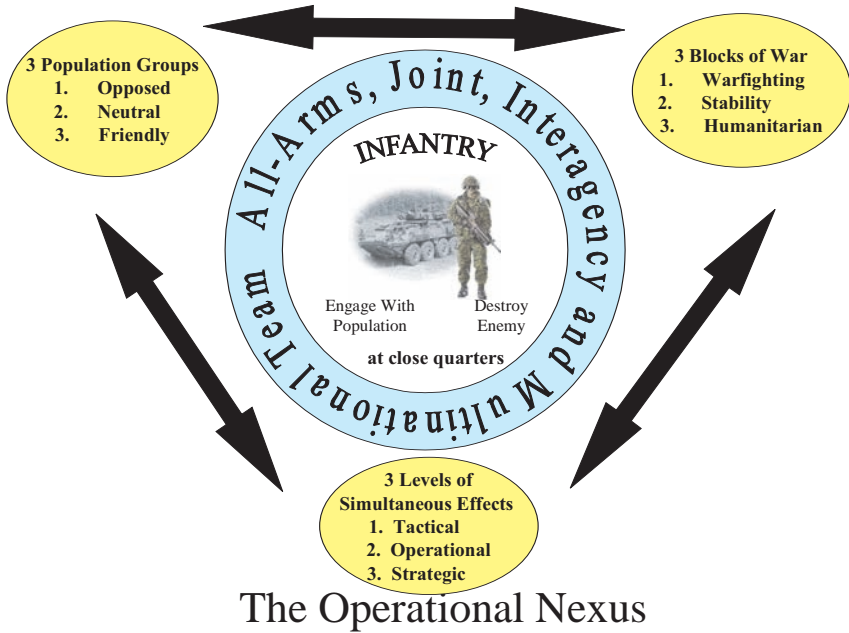 3 Population Groups
1. Opposed
2. Neutral
3. Friendly
3 Blocks of War
1. Warfighting
2. Stability
3. Humanitarian
All-Arms, Joint, Interagency and Multinational Team
INFANTRY
Engage With
Population
Destroy
Enemy
at close quarters
3 Levels of
Simultaneous Effects
1. Tactical
2. Operational
3. Strategic
The Operational Nexus